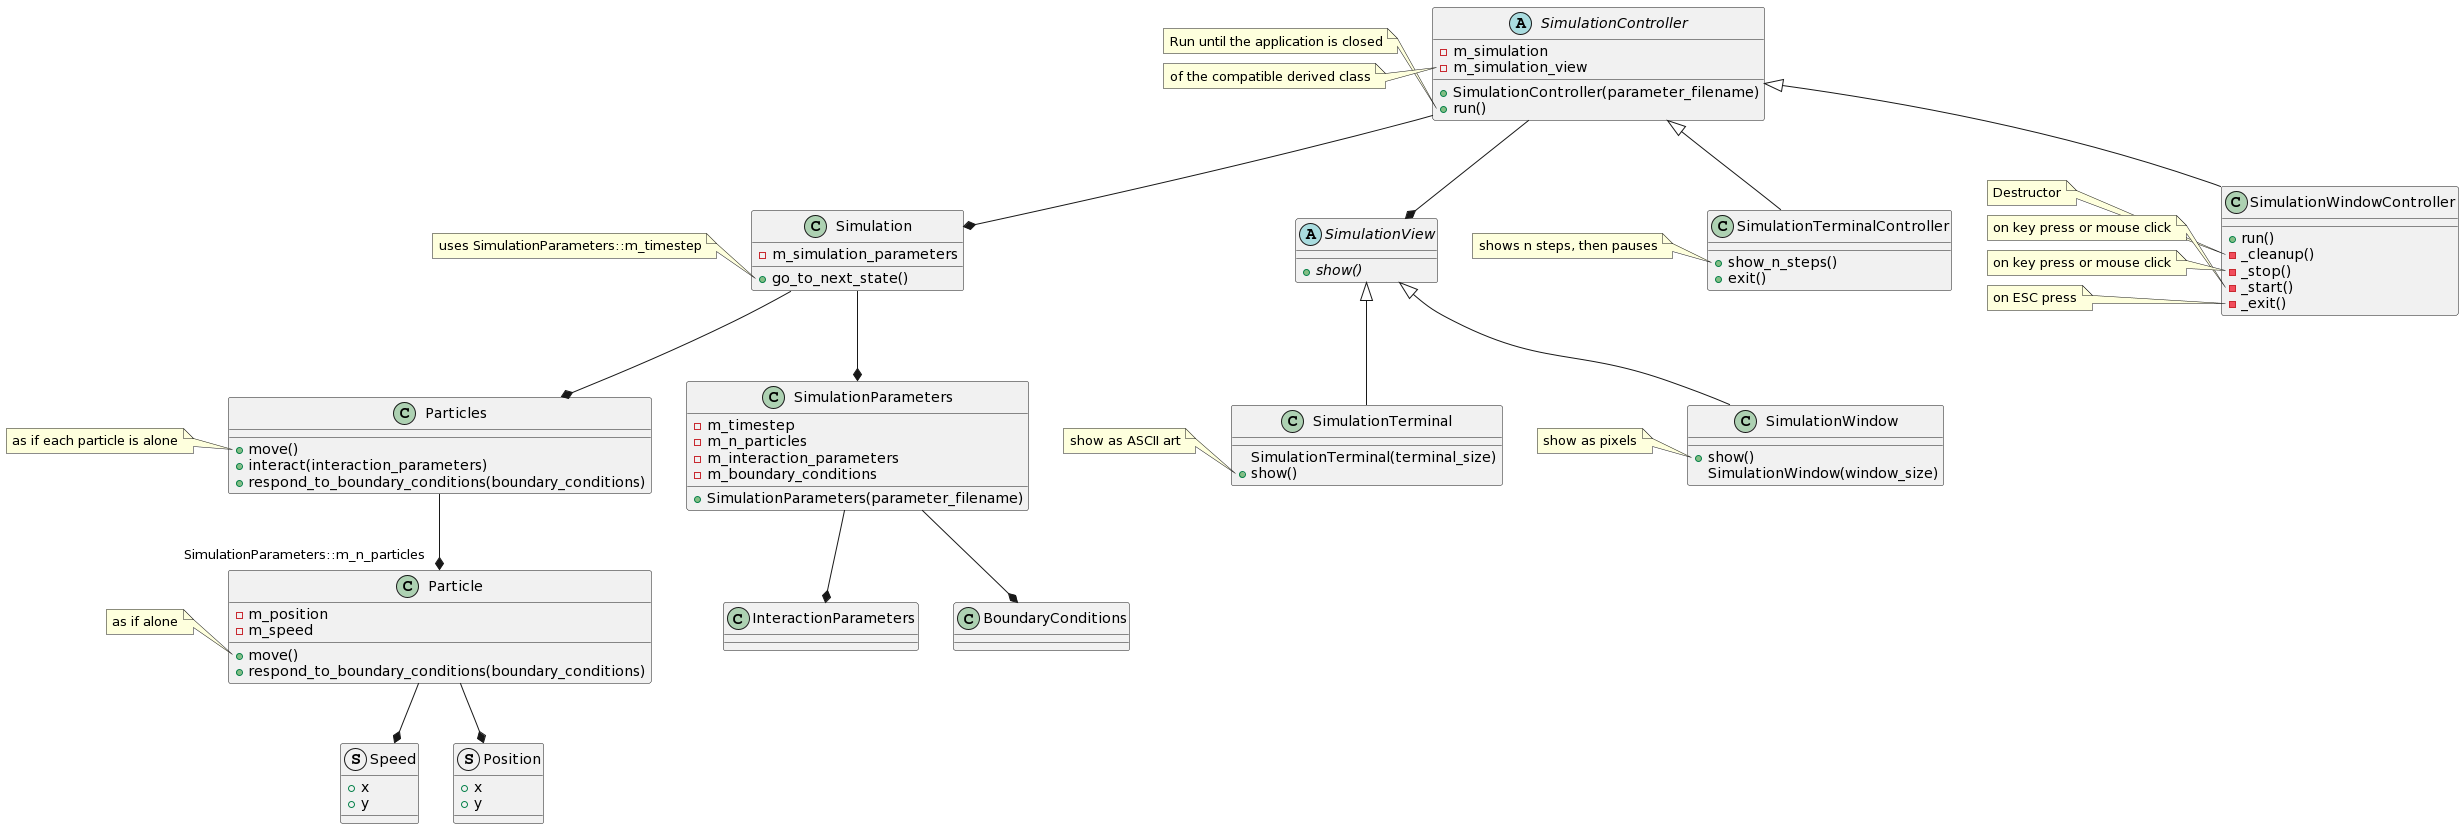 A SimulationController
m_simulation
m_simulation_view
SimulationController(parameter_filename)
run()
Run until the application is closed
of the compatible derived class
C Simulation
m_simulation_parameters
go_to_next_state()
uses SimulationParameters::m_timestep
A SimulationView
show()
C SimulationTerminalController
show_n_steps()
exit()
shows n steps, then pauses
C SimulationWindowController
run()
_cleanup()
_stop()
_start()
_exit()
Destructor
on key press or mouse click
on key press or mouse click
on ESC press
C Particles
move()
interact(interaction_parameters)
respond_to_boundary_conditions(boundary_conditions)
as if each particle is alone
C SimulationParameters
m_timestep
m_n_particles
m_interaction_parameters
m_boundary_conditions
SimulationParameters(parameter_filename)
C SimulationTerminal
SimulationTerminal(terminal_size)
show()
show as ASCII art
C SimulationWindow
show()
SimulationWindow(window_size)
show as pixels
SimulationParameters::m_n_particles
C Particle
m_position
m_speed
move()
respond_to_boundary_conditions(boundary_conditions)
as if alone
C InteractionParameters
C BoundaryConditions
S Speed
x
y
S Position
x
y